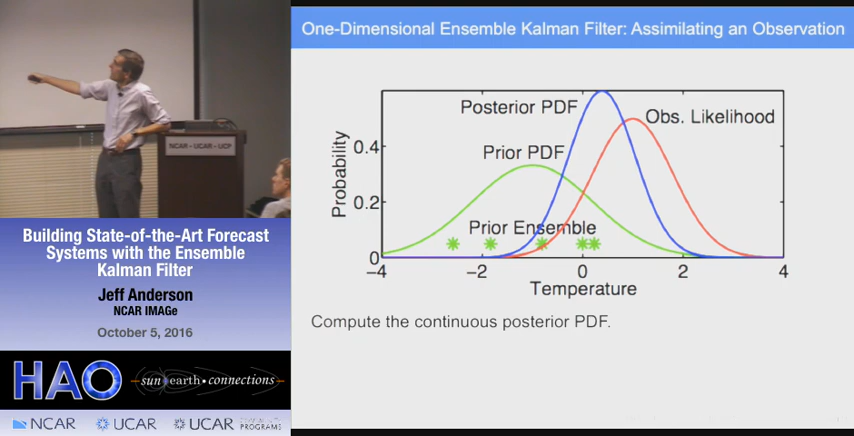 One-Dimensional Ensemble Kalman Filter: Assimilating an Observation
Posterior PDF
Obs. Likelihood
Prior PDF
Prior Ensemble
Probability
0.4
0.2
0
−4
−2
0
2
4
Temperature
Compute the continuous posterior PDF.
NCAR - UCAR - UCP
Building State-of-the-Art Forecast
Systems with the Ensemble
Kalman Filter
Jeff Anderson
NCAR IMAGe
October 5, 2016
HAO
sun earth • connections
NCAR
UCAR
UCAR
PROGRAMS